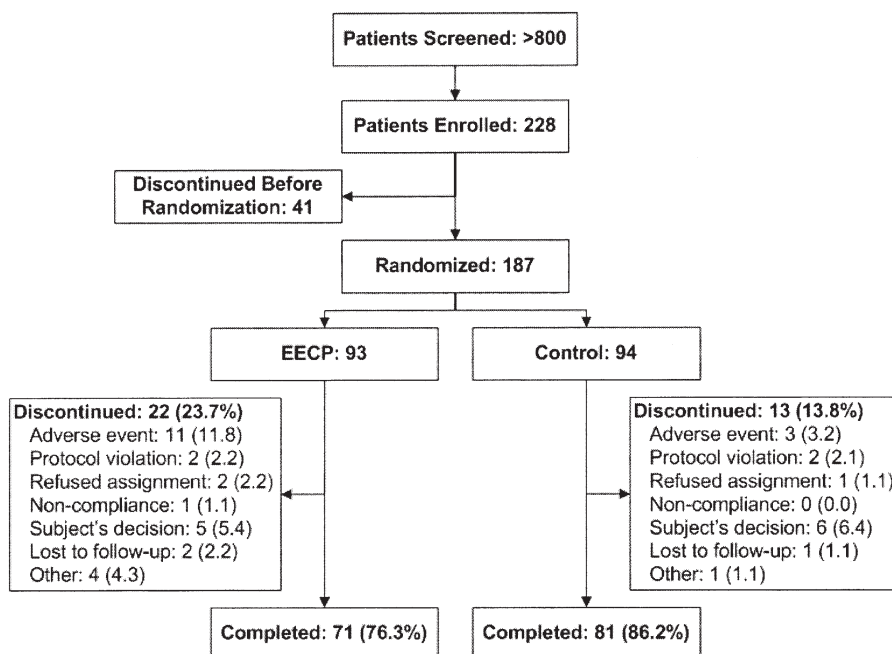 Patients Screened: >800
Patients Enrolled: 228
Discontinued Before
Randomization: 41
Randomized: 187
EECP: 93
Control: 94
Discontinued: 22 (23.7%)
Adverse event: 11 (11.8)
Protocol violation: 2 (2.2)
Refused assignment: 2 (2.2)
Non-compliance: 1 (1.1)
Subject's decision: 5 (5.4)
Lost to follow-up: 2 (2.2)
Other: 4 (4.3)
Discontinued: 13 (13.8%)
Adverse event: 3 (3.2)
Protocol violation: 2 (2.1)
Refused assignment: 1 (1.1)
Non-compliance: 0 (0.0)
Subject's decision: 6 (6.4)
Lost to follow-up: 1 (1.1)
Other: 1 (1.1)
Completed: 71 (76.3%)
Completed: 81 (86.2%)